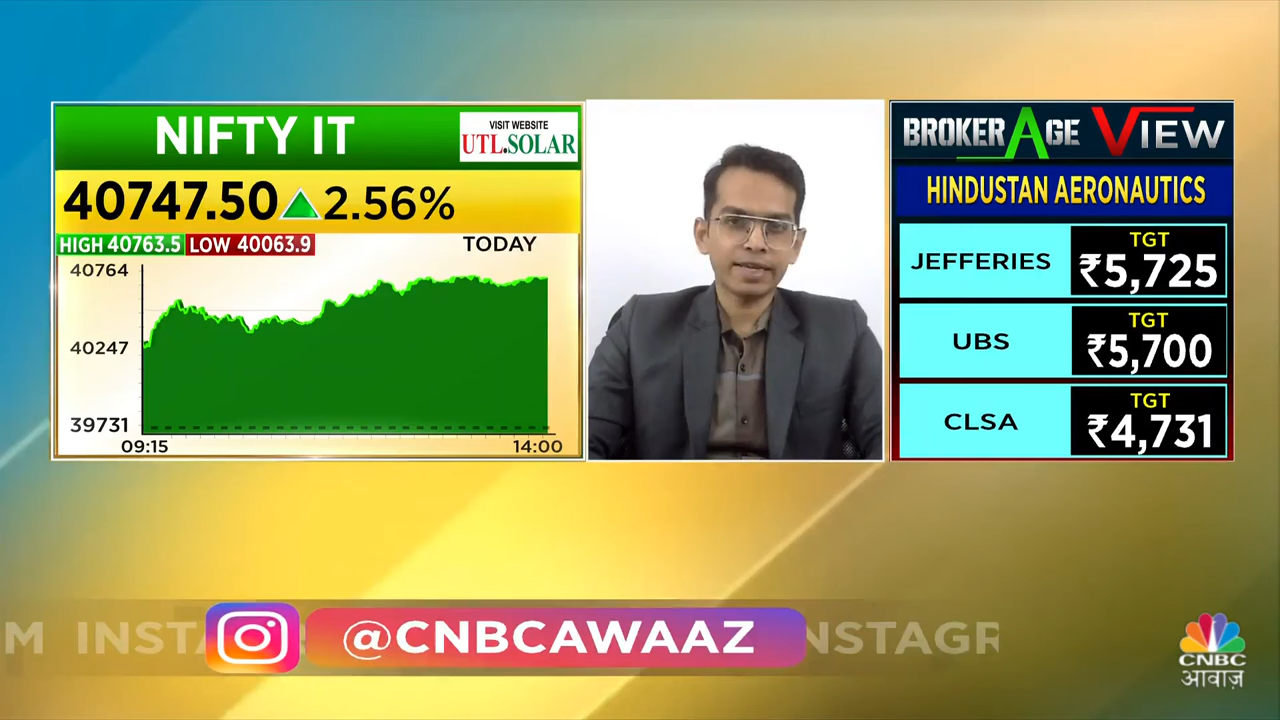 NIFTY IT
VISIT WEBSITE
UTL.SOLAR
40747.50 2.56%
HIGH 40763.5 LOW 40063.9
TODAY
40764
40247
39731
09:15 14:00
BROKERAGE VIEW
HINDUSTAN AERONAUTICS
JEFFERIES
TGT
₹5,725
UBS
TGT
₹5,700
CLSA
TGT
₹4,731
M INSTAGR
@CNBCAWAAZ
NSTAGR
CNBC
आवाज़